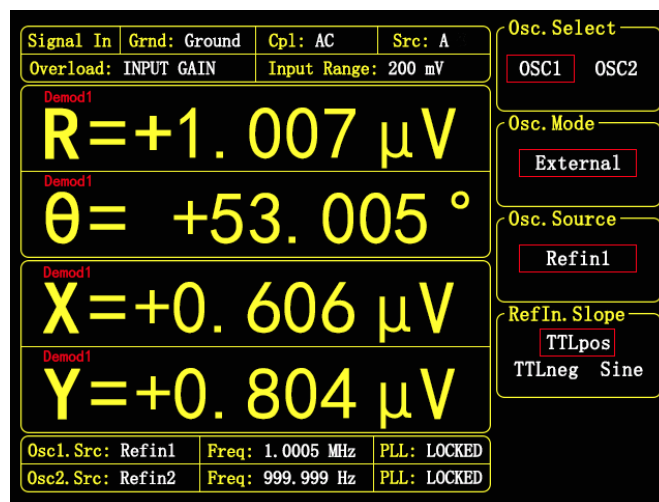 Signal In Grnd: Ground Cpl: AC Src: A
Overload: INPUT GAIN Input Range: 200 mV
Demod1
R=+1.007 μV
Demod1
θ= +53.005 °
Demod1
X=+0.606 μV
Demod1
Y=+0.804 μV
Osc1.Src: Refin1 Freq: 1.0005 MHz PLL: LOCKED
Osc2.Src: Refin2 Freq: 999.999 Hz PLL: LOCKED
Osc.Select
OSC1 OSC2
Osc.Mode
External
Osc.Source
Refin1
RefIn.Slope
TTLpos
TTLneg Sine